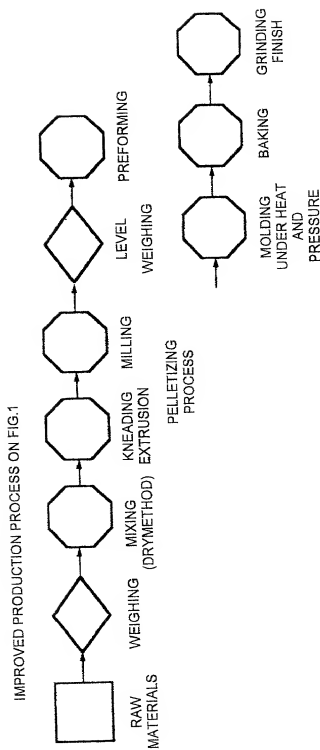 IMPROVED PRODUCTION PROCESS ON FIG.1
RAW
MATERIALS
WEIGHING
MIXING
(DRYMETHOD)
KNEADING
EXTRUSION
MILLING
PELLETIZING
PROCESS
LEVEL
WEIGHING
PREFORMING
MOLDING
UNDER HEAT
AND
PRESSURE
BAKING
GRINDING
FINISH